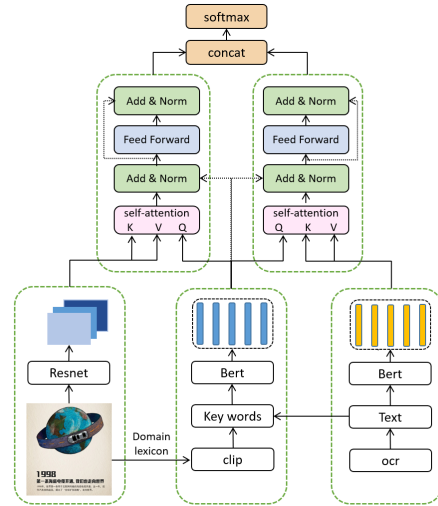 softmax
concat
Add & Norm
Feed Forward
Add & Norm
self-attention
K V Q
Add & Norm
Feed Forward
Add & Norm
self-attention
Q K V
Resnet
1998
Bert
Key words
Domain
lexicon
clip
Bert
Text
ocr